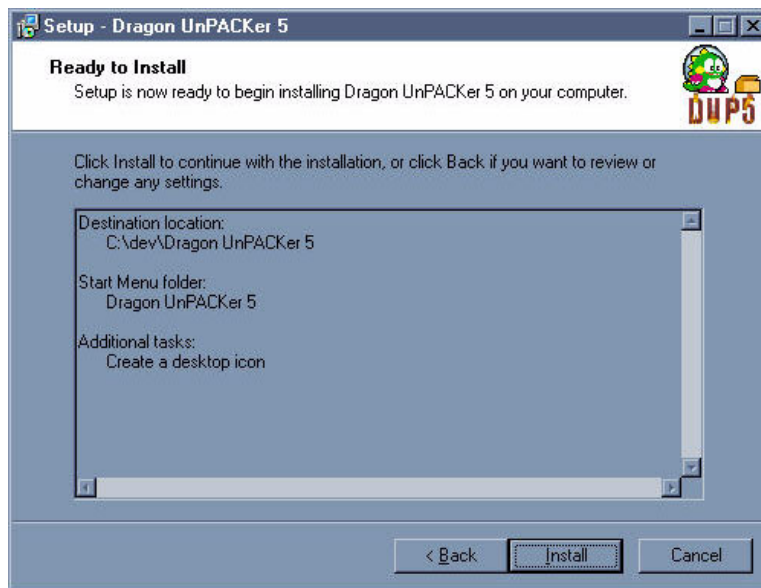 Setup - Dragon UnPACKer 5
Ready to Install
Setup is now ready to begin installing Dragon UnPACKer 5 on your computer.
DUP5
Click Install to continue with the installation, or click Back if you want to review or
change any settings.
Destination location:
C:\dev\Dragon UnPACKer 5
Start Menu folder:
Dragon UnPACKer 5
Additional tasks:
Create a desktop icon
< Back
Install
Cancel